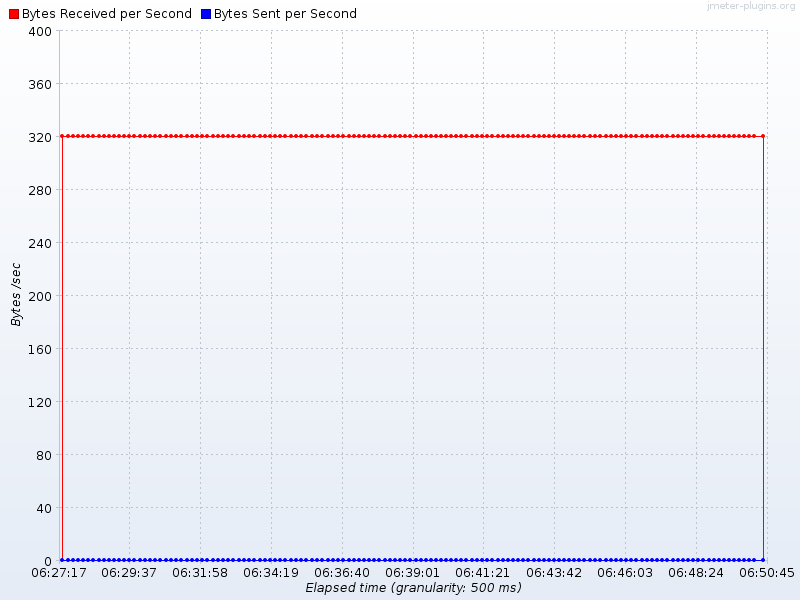 jmeter-plugins.org
Bytes Received per Second Bytes Sent per Second
400
360
320
280
240
200
160
120
80
40
0
Bytes /sec
06:27:17 06:29:37 06:31:58 06:34:19 06:36:40 06:39:01 06:41:21 06:43:42 06:46:03 06:48:24 06:50:45
Elapsed time (granularity: 500 ms)